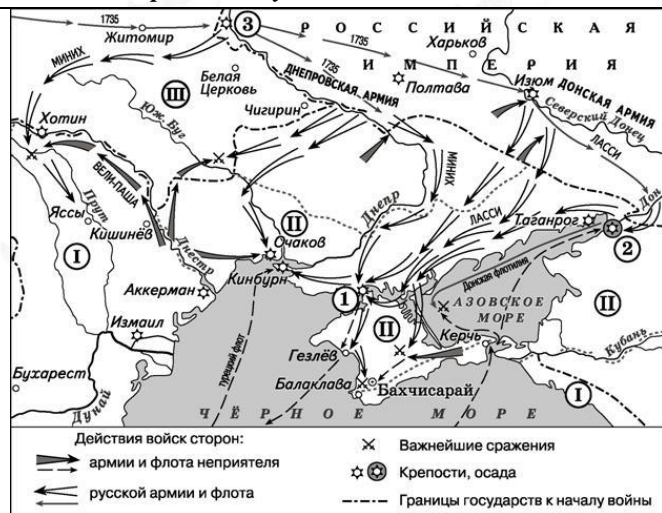 1735
1735
1735
Житомир
3
РОССИЙСКАЯ
ИМПЕРИЯ
Харьков
МИНИХ
III
Белая
Церковь
ДНЕПРОВСКАЯ АРМИЯ
Полтава
Изюм
ДОНСКАЯ АРМИЯ
Северский Донец
Чигирин
Хотин
Юж. Буг
ЛАССИ
ВЕЛИ-ПАША
МИНИХ
Дон
Яссы
Прут
Кишинёв
Днестр
II
Днепр
ЛАССИ
Таганрог
2
Очаков
I
Кинбурн
Донская флотилия
Аккерман
1
АЗОВСКОЕ
МОРЕ
II
II
Измаил
Керчь
Кубань
турецкий флот
Гезлёв
I
Бухарест
Балаклава
Бахчисарай
Дунай
ЧЁРНОЕ МОРЕ
Действия войск сторон:
армии и флота неприятеля
русской армии и флота
Важнейшие сражения
Крепости, осада
Границы государств к началу войны